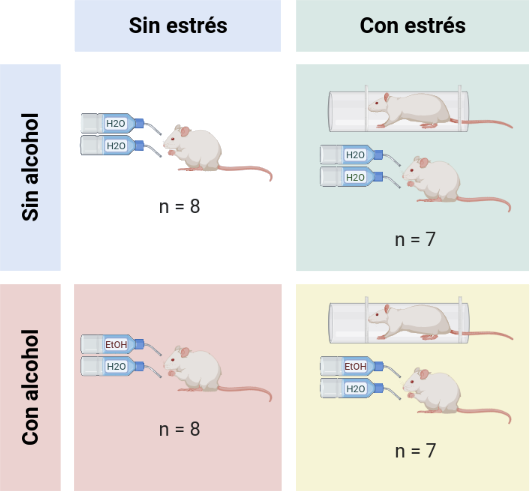 Sin estrés
Con estrés
Sin alcohol
H2O
H2O
n = 8
H2O
H2O
n = 7
Con alcohol
EtOH
H2O
n = 8
EtOH
H2O
n = 7